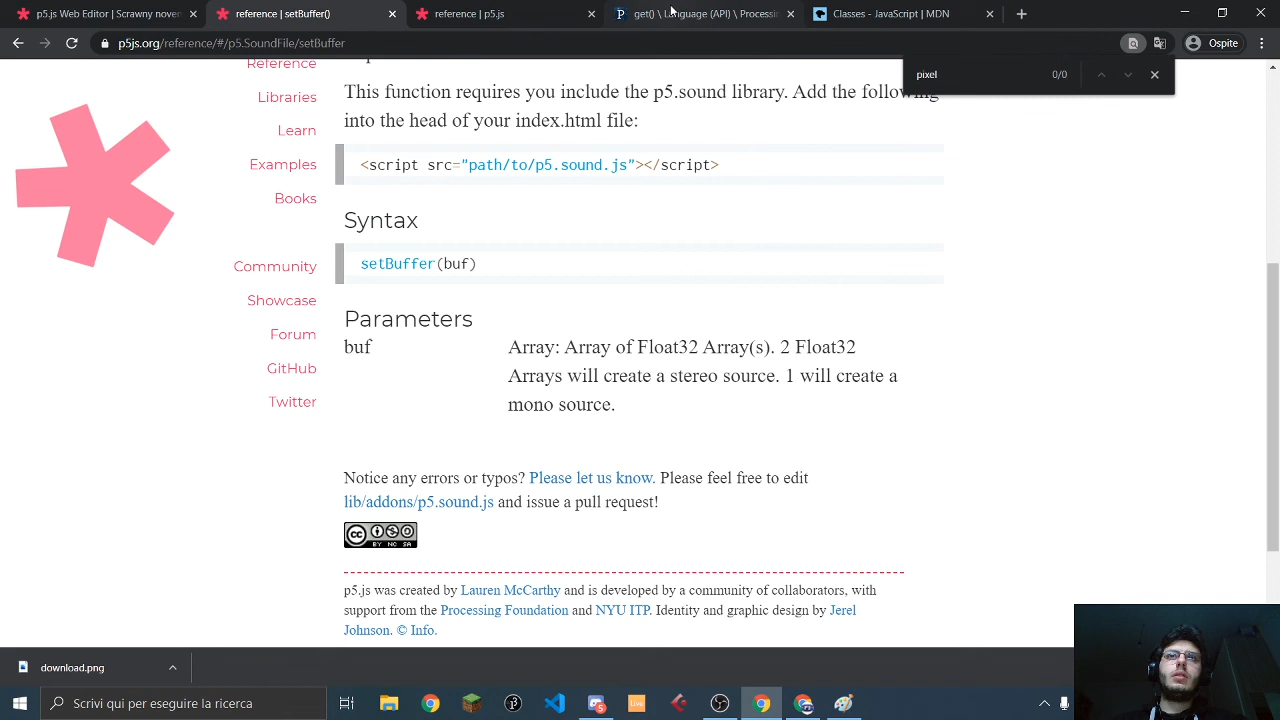 p5.js Web Editor | Scrawny noven
reference | setBuffer()
reference | p5.js
get() \ Language (API) \ Processin
Classes - JavaScript | MDN
p5js.org/reference/#/p5.SoundFile/setBuffer
Ospite
pixel
0/0
Reference
Libraries
Learn
Examples
Books
Community
Showcase
Forum
GitHub
Twitter
This function requires you include the p5.sound library. Add the following
into the head of your index.html file:
<script src="path/to/p5.sound.js"></script>
Syntax
setBuffer(buf)
Parameters
buf
Array: Array of Float32 Array(s). 2 Float32
Arrays will create a stereo source. 1 will create a
mono source.
Notice any errors or typos? Please let us know. Please feel free to edit
lib/addons/p5.sound.js and issue a pull request!
cc
BY NC SA
p5.js was created by Lauren McCarthy and is developed by a community of collaborators, with
support from the Processing Foundation and NYU ITP. Identity and graphic design by Jerel
Johnson. © Info.
download.png
Scrivi qui per eseguire la ricerca
Live